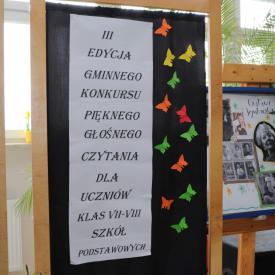 III
EDYCJA
GMINNEGO
KONKURSU
PIĘKNEGO
GŁOŚNEGO
CZYTANIA
DLA
UCZNIÓW
KLAS VII-VIII
SZKÓŁ
PODSTAWOWYCH